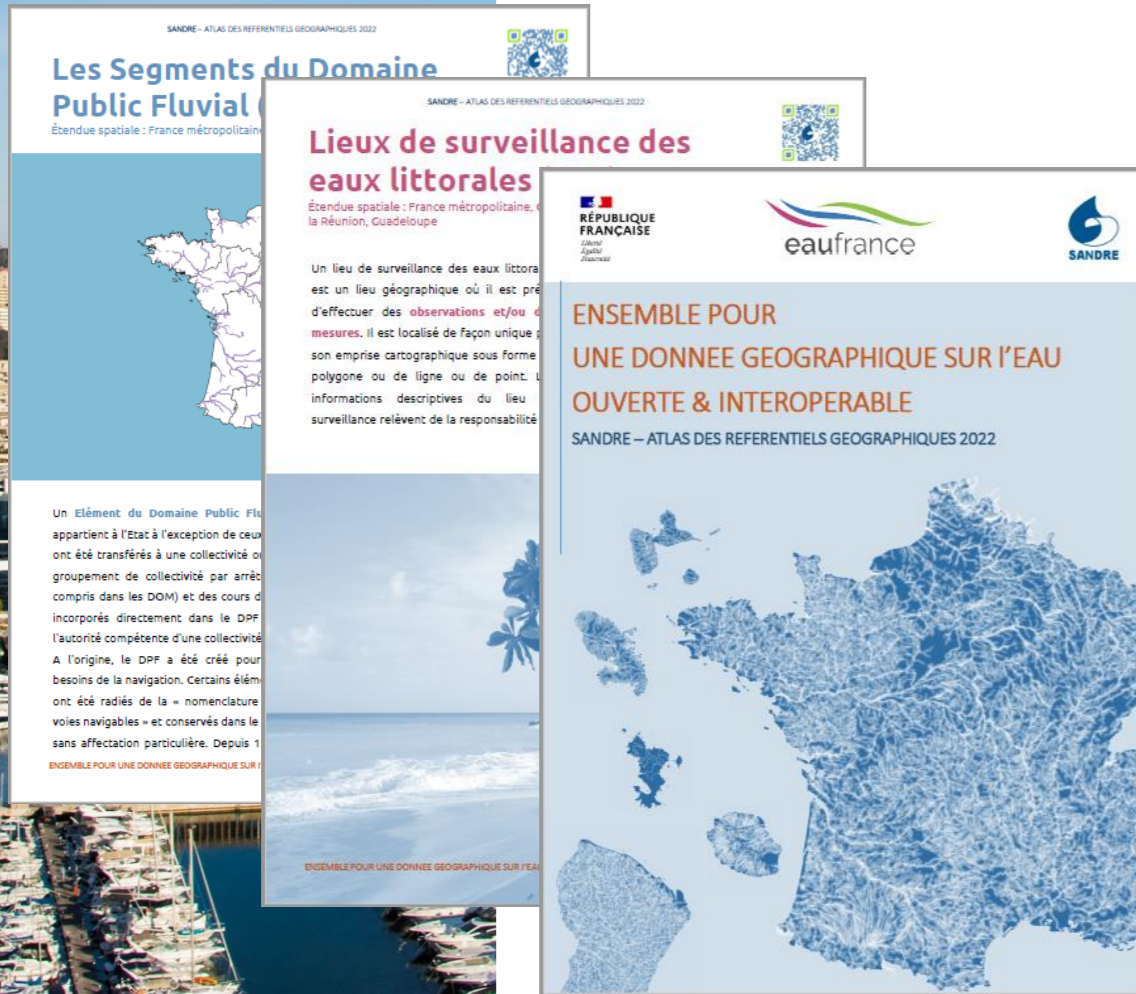 SANDRE – ATLAS DES REFERENTIELS GEOGRAPHIQUES 2022
Les Segments du Domaine
Public Fluvial (
Étendue spatiale : France métropolitaine
Un Elément du Domaine Public Flu
appartient à l'Etat à l'exception de ceux
ont été transférés à une collectivité ou
groupement de collectivité par arrêt
compris dans les DOM) et des cours d
incorporés directement dans le DPF
l'autorité compétente d'une collectivité
A l'origine, le DPF a été créé pour
besoins de la navigation. Certains élém
ont été radiés de la « nomenclature
voies navigables » et conservés dans le
sans affectation particulière. Depuis 1
ENSEMBLE POUR UNE DONNEE GEOGRAPHIQUE SUR l'
SANDRE – ATLAS DES REFERENTIELS GEOGRAPHIQUES 2022
Lieux de surveillance des
eaux littorales
Étendue spatiale : France métropolitaine,
la Réunion, Guadeloupe
Un lieu de surveillance des eaux littora
est un lieu géographique où il est pré
d'effectuer des observations et/ou d
mesures. Il est localisé de façon unique p
son emprise cartographique sous forme
polygone ou de ligne ou de point. L
informations descriptives du lieu
surveillance relèvent de la responsabilité
ENSEMBLE POUR UNE DONNEE GEOGRAPHIQUE SUR l'EA
RÉPUBLIQUE
FRANÇAISE
Liberté
Égalité
Fraternité
eaufrance
SANDRE
ENSEMBLE POUR
UNE DONNEE GEOGRAPHIQUE SUR l'EAU
OUVERTE & INTEROPERABLE
SANDRE – ATLAS DES REFERENTIELS GEOGRAPHIQUES 2022